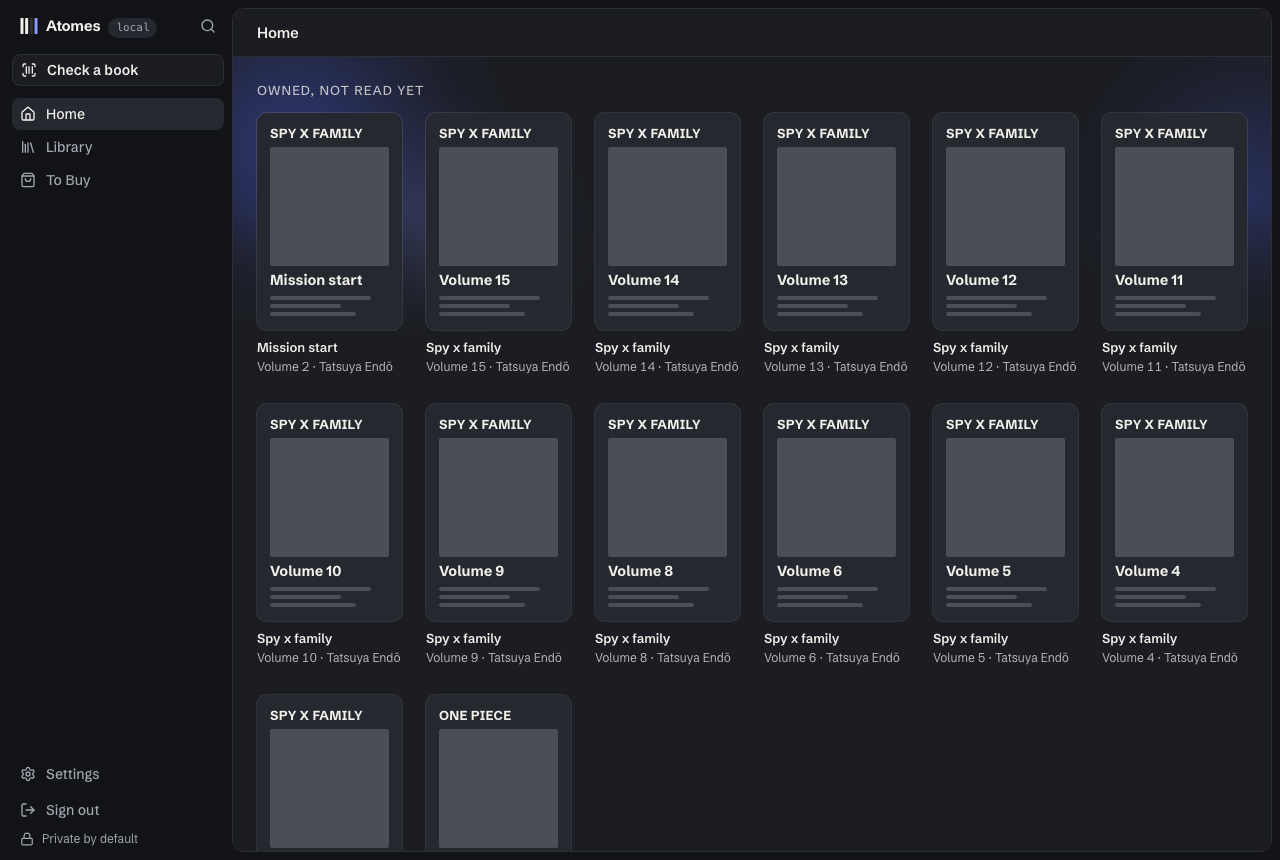 Atomes local
Check a book
Home
Library
To Buy
Settings
Sign out
Private by default
Home
OWNED, NOT READ YET
SPY X FAMILY
Mission start
Mission start
Volume 2 · Tatsuya Endō
SPY X FAMILY
Volume 15
Spy x family
Volume 15 · Tatsuya Endō
SPY X FAMILY
Volume 14
Spy x family
Volume 14 · Tatsuya Endō
SPY X FAMILY
Volume 13
Spy x family
Volume 13 · Tatsuya Endō
SPY X FAMILY
Volume 12
Spy x family
Volume 12 · Tatsuya Endō
SPY X FAMILY
Volume 11
Spy x family
Volume 11 · Tatsuya Endō
SPY X FAMILY
Volume 10
Spy x family
Volume 10 · Tatsuya Endō
SPY X FAMILY
Volume 9
Spy x family
Volume 9 · Tatsuya Endō
SPY X FAMILY
Volume 8
Spy x family
Volume 8 · Tatsuya Endō
SPY X FAMILY
Volume 6
Spy x family
Volume 6 · Tatsuya Endō
SPY X FAMILY
Volume 5
Spy x family
Volume 5 · Tatsuya Endō
SPY X FAMILY
Volume 4
Spy x family
Volume 4 · Tatsuya Endō
SPY X FAMILY
ONE PIECE